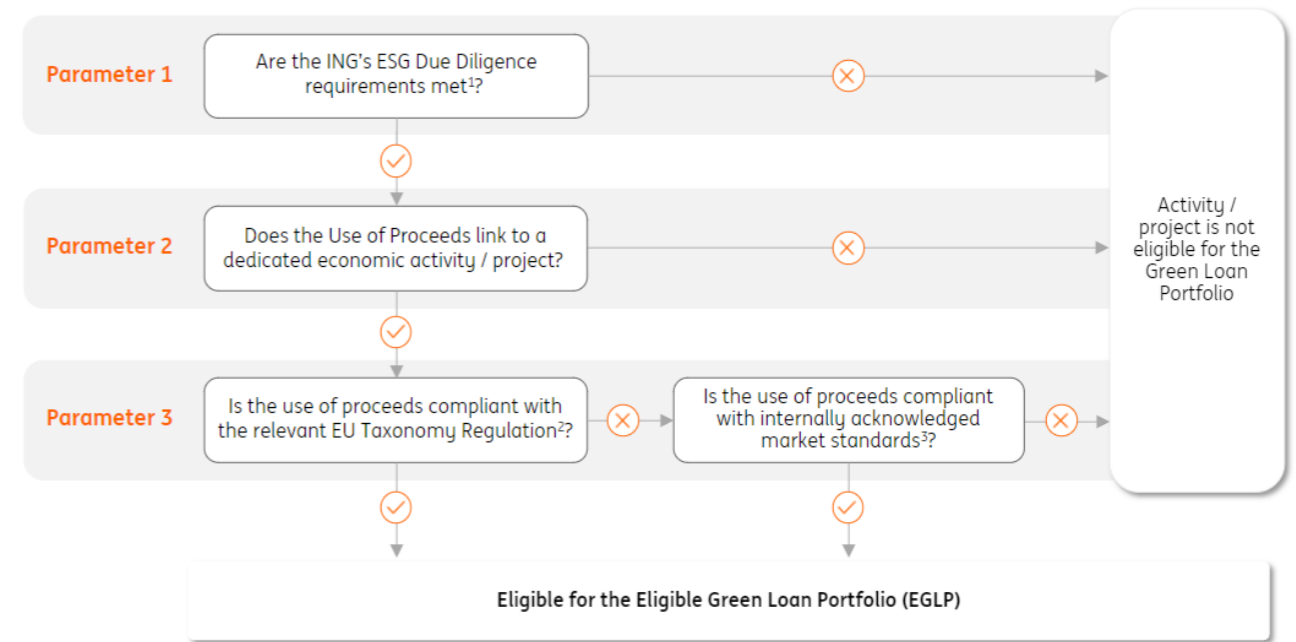 Parameter 1
Are the ING's ESG Due Diligence
requirements met¹?
Parameter 2
Does the Use of Proceeds link to a
dedicated economic activity / project?
Parameter 3
Is the use of proceeds compliant with
the relevant EU Taxonomy Regulation²?
Is the use of proceeds compliant
with internally acknowledged
market standards³?
Activity /
project is not
eligible for the
Green Loan
Portfolio
Eligible for the Eligible Green Loan Portfolio (EGLP)